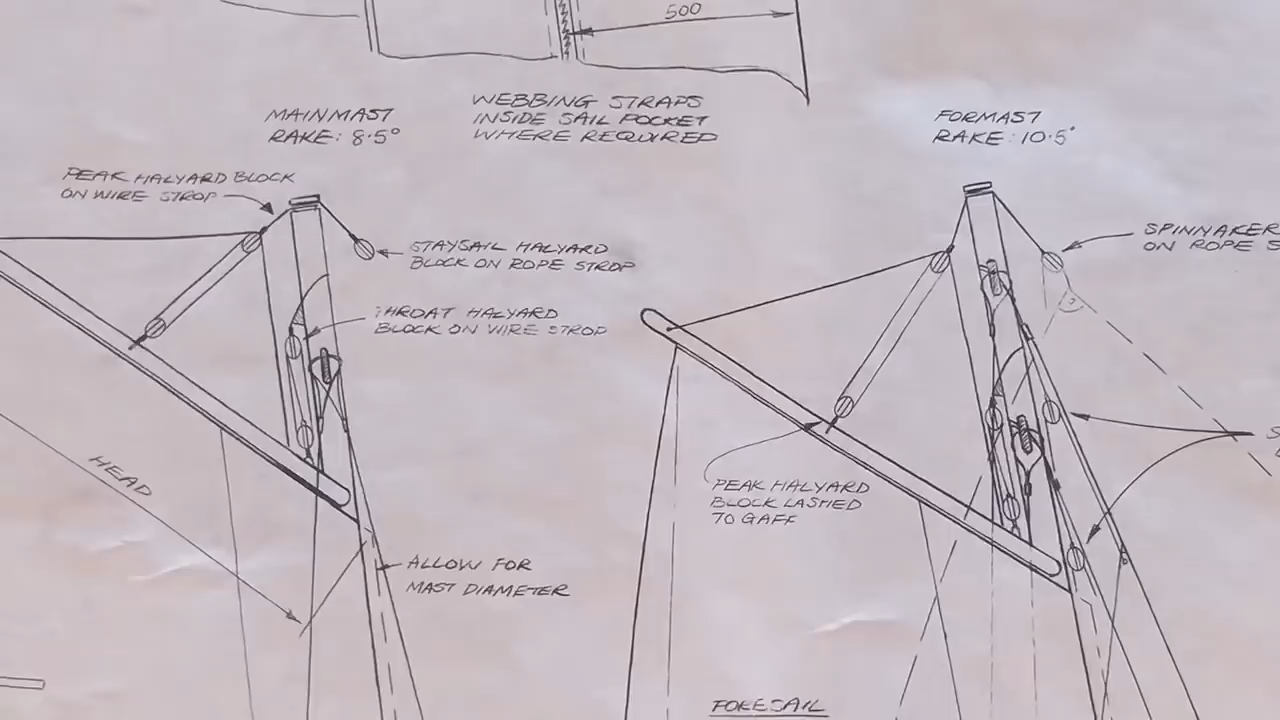 500
MAINMAST
RAKE: 8.5°
WEBBING STRAPS
INSIDE SAIL POCKET
WHERE REQUIRED
FORMAST
RAKE: 10.5°
PEAK HALYARD BLOCK
ON WIRE STROP
STAYSAIL HALYARD
BLOCK ON ROPE STROP
SPINNAKER
ON ROPE S
THROAT HALYARD
BLOCK ON WIRE STROP
HEAD
PEAK HALYARD
BLOCK LASHED
TO GAFF
ALLOW FOR
MAST DIAMETER
FORESAIL